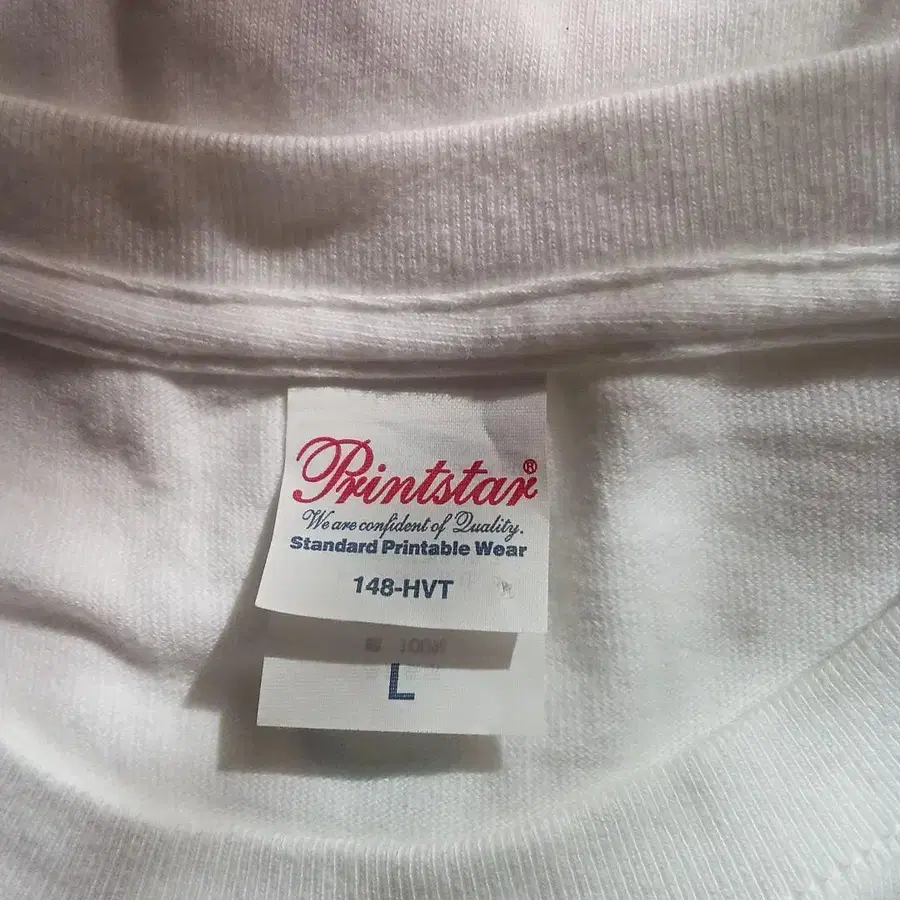 Printstar®
We are confident of Quality.
Standard Printable Wear
148-HVT
L